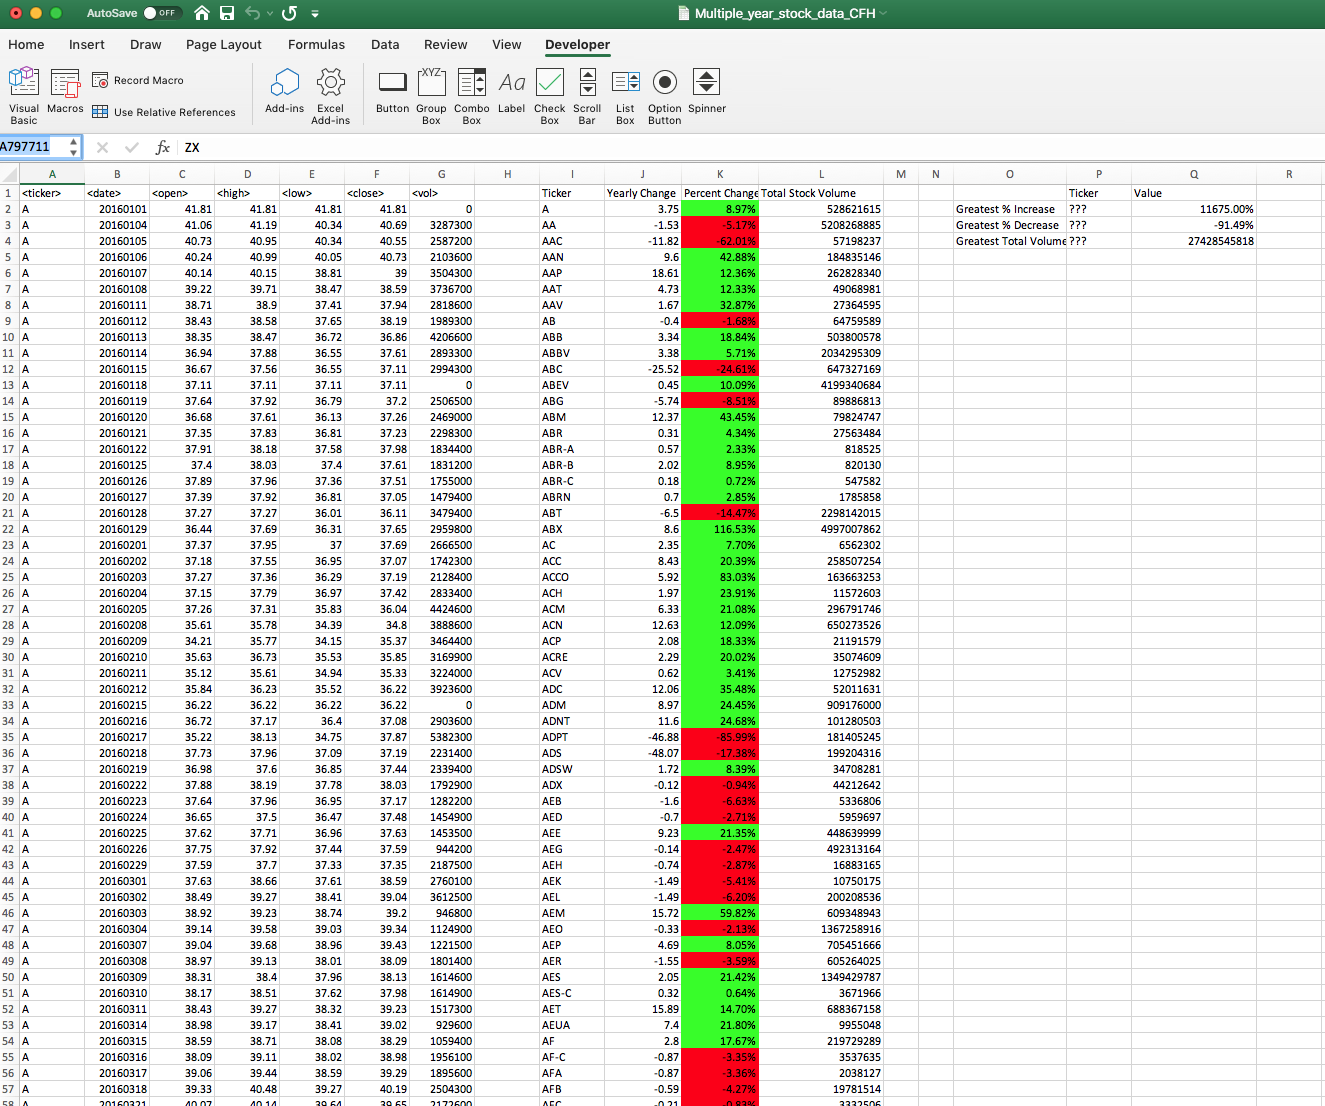 AutoSave OFF Multiple_year_stock_data_CFH
Home Insert Draw Page Layout Formulas Data Review View Developer
Visual Basic Macros Record Macro Use Relative References Add-ins Excel Add-ins Button Group Box Combo Box Label Check Box Scroll Bar List Box Option Button Spinner
XYZ Aa
A797711 fx ZX
A B C D E F G H I J K L M N O P Q R
1 <ticker> <date> <open> <high> <low> <close> <vol> Ticker Yearly Change Percent Change Total Stock Volume Ticker Value
2 A 20160101 41.81 41.81 41.81 41.81 0 A 3.75 8.97% 528621615 Greatest % Increase ??? 11675.00%
3 A 20160104 41.06 41.19 40.34 40.69 3287300 AA -1.53 -5.17% 5208268885 Greatest % Decrease ??? -91.49%
4 A 20160105 40.73 40.95 40.34 40.55 2587200 AAC -11.82 -62.01% 57198237 Greatest Total Volume ??? 27428545818
5 A 20160106 40.24 40.99 40.05 40.73 2103600 AAN 9.6 42.88% 184835146
6 A 20160107 40.14 40.15 38.81 39 3504300 AAP 18.61 12.36% 262828340
7 A 20160108 39.22 39.71 38.47 38.59 3736700 AAT 4.73 12.33% 49068981
8 A 20160111 38.71 38.9 37.41 37.94 2818600 AAV 1.67 32.87% 27364595
9 A 20160112 38.43 38.58 37.65 38.19 1989300 AB -0.4 -1.68% 64759589
10 A 20160113 38.35 38.47 36.72 36.86 4206600 ABB 3.34 18.84% 503800578
11 A 20160114 36.94 37.88 36.55 37.61 2893300 ABBV 3.38 5.71% 2034295309
12 A 20160115 36.67 37.56 36.55 37.11 2994300 ABC -25.52 -24.61% 647327169
13 A 20160118 37.11 37.11 37.11 37.11 0 ABEV 0.45 10.09% 4199340684
14 A 20160119 37.64 37.92 36.79 37.2 2506500 ABG -5.74 -8.51% 89886813
15 A 20160120 36.68 37.61 36.13 37.26 2469000 ABM 12.37 43.45% 79824747
16 A 20160121 37.35 37.83 36.81 37.23 2298300 ABR 0.31 4.34% 27563484
17 A 20160122 37.91 38.18 37.58 37.98 1834400 ABR-A 0.57 2.33% 818525
18 A 20160125 37.4 38.03 37.4 37.61 1831200 ABR-B 2.02 8.95% 820130
19 A 20160126 37.89 37.96 37.36 37.51 1755000 ABR-C 0.18 0.72% 547582
20 A 20160127 37.39 37.92 36.81 37.05 1479400 ABRN 0.7 2.85% 1785858
21 A 20160128 37.27 37.27 36.01 36.11 3479400 ABT -6.5 -14.47% 2298142015
22 A 20160129 36.44 37.69 36.31 37.65 2959800 ABX 8.6 116.53% 4997007862
23 A 20160201 37.37 37.95 37 37.69 2666500 AC 2.35 7.70% 6562302
24 A 20160202 37.18 37.55 36.95 37.07 1742300 ACC 8.43 20.39% 258507254
25 A 20160203 37.27 37.36 36.29 37.19 2128400 ACCO 5.92 83.03% 163663253
26 A 20160204 37.15 37.79 36.97 37.42 2833400 ACH 1.97 23.91% 11572603
27 A 20160205 37.26 37.31 35.83 36.04 4424600 ACM 6.33 21.08% 296791746
28 A 20160208 35.61 35.78 34.39 34.8 3888600 ACN 12.63 12.09% 650273526
29 A 20160209 34.21 35.77 34.15 35.37 3464400 ACP 2.08 18.33% 21191579
30 A 20160210 35.63 36.73 35.53 35.85 3169900 ACRE 2.29 20.02% 35074609
31 A 20160211 35.12 35.61 34.94 35.33 3224000 ACV 0.62 3.41% 12752982
32 A 20160212 35.84 36.23 35.52 36.22 3923600 ADC 12.06 35.48% 52011631
33 A 20160215 36.22 36.22 36.22 36.22 0 ADM 8.97 24.45% 909176000
34 A 20160216 36.72 37.17 36.4 37.08 2903600 ADNT 11.6 24.68% 101280503
35 A 20160217 35.22 38.13 34.75 37.87 5382300 ADPT -46.88 -85.99% 181405245
36 A 20160218 37.73 37.96 37.09 37.19 2231400 ADS -48.07 -17.38% 199204316
37 A 20160219 36.98 37.6 36.85 37.44 2339400 ADSW 1.72 8.39% 34708281
38 A 20160222 37.88 38.19 37.78 38.03 1792900 ADX -0.12 -0.94% 44212642
39 A 20160223 37.64 37.96 36.95 37.17 1282200 AEB -1.6 -6.63% 5336806
40 A 20160224 36.65 37.5 36.47 37.48 1454900 AED -0.7 -2.71% 5959697
41 A 20160225 37.62 37.71 36.96 37.63 1453500 AEE 9.23 21.35% 448639999
42 A 20160226 37.75 37.92 37.44 37.59 944200 AEG -0.14 -2.47% 492313164
43 A 20160229 37.59 37.7 37.33 37.35 2187500 AEH -0.74 -2.87% 16883165
44 A 20160301 37.63 38.66 37.61 38.59 2760100 AEK -1.49 -5.41% 10750175
45 A 20160302 38.49 39.27 38.41 39.04 3612500 AEL -1.49 -6.20% 200208536
46 A 20160303 38.92 39.23 38.74 39.2 946800 AEM 15.72 59.82% 609348943
47 A 20160304 39.14 39.58 39.03 39.34 1124900 AEO -0.33 -2.13% 1367258916
48 A 20160307 39.04 39.68 38.96 39.43 1221500 AEP 4.69 8.05% 705451666
49 A 20160308 38.97 39.13 38.01 38.09 1801400 AER -1.55 -3.59% 605264025
50 A 20160309 38.31 38.4 37.96 38.13 1614600 AES 2.05 21.42% 1349429787
51 A 20160310 38.17 38.51 37.62 37.98 1614900 AES-C 0.32 0.64% 3671966
52 A 20160311 38.43 39.27 38.32 39.23 1517300 AET 15.89 14.70% 688367158
53 A 20160314 38.98 39.17 38.41 39.02 929600 AEUA 7.4 21.80% 9955048
54 A 20160315 38.59 38.71 38.08 38.29 1059400 AF 2.8 17.67% 219729289
55 A 20160316 38.09 39.11 38.02 38.98 1956100 AF-C -0.87 -3.35% 3537635
56 A 20160317 39.06 39.44 38.59 39.29 1895600 AFA -0.87 -3.36% 2038127
57 A 20160318 39.33 40.48 39.27 40.19 2504300 AFB -0.59 -4.27% 19781514
58 A 20160321 40.07 40.14 39.64 39.65 2172600 AFC -0.21 -0.83% 3332506